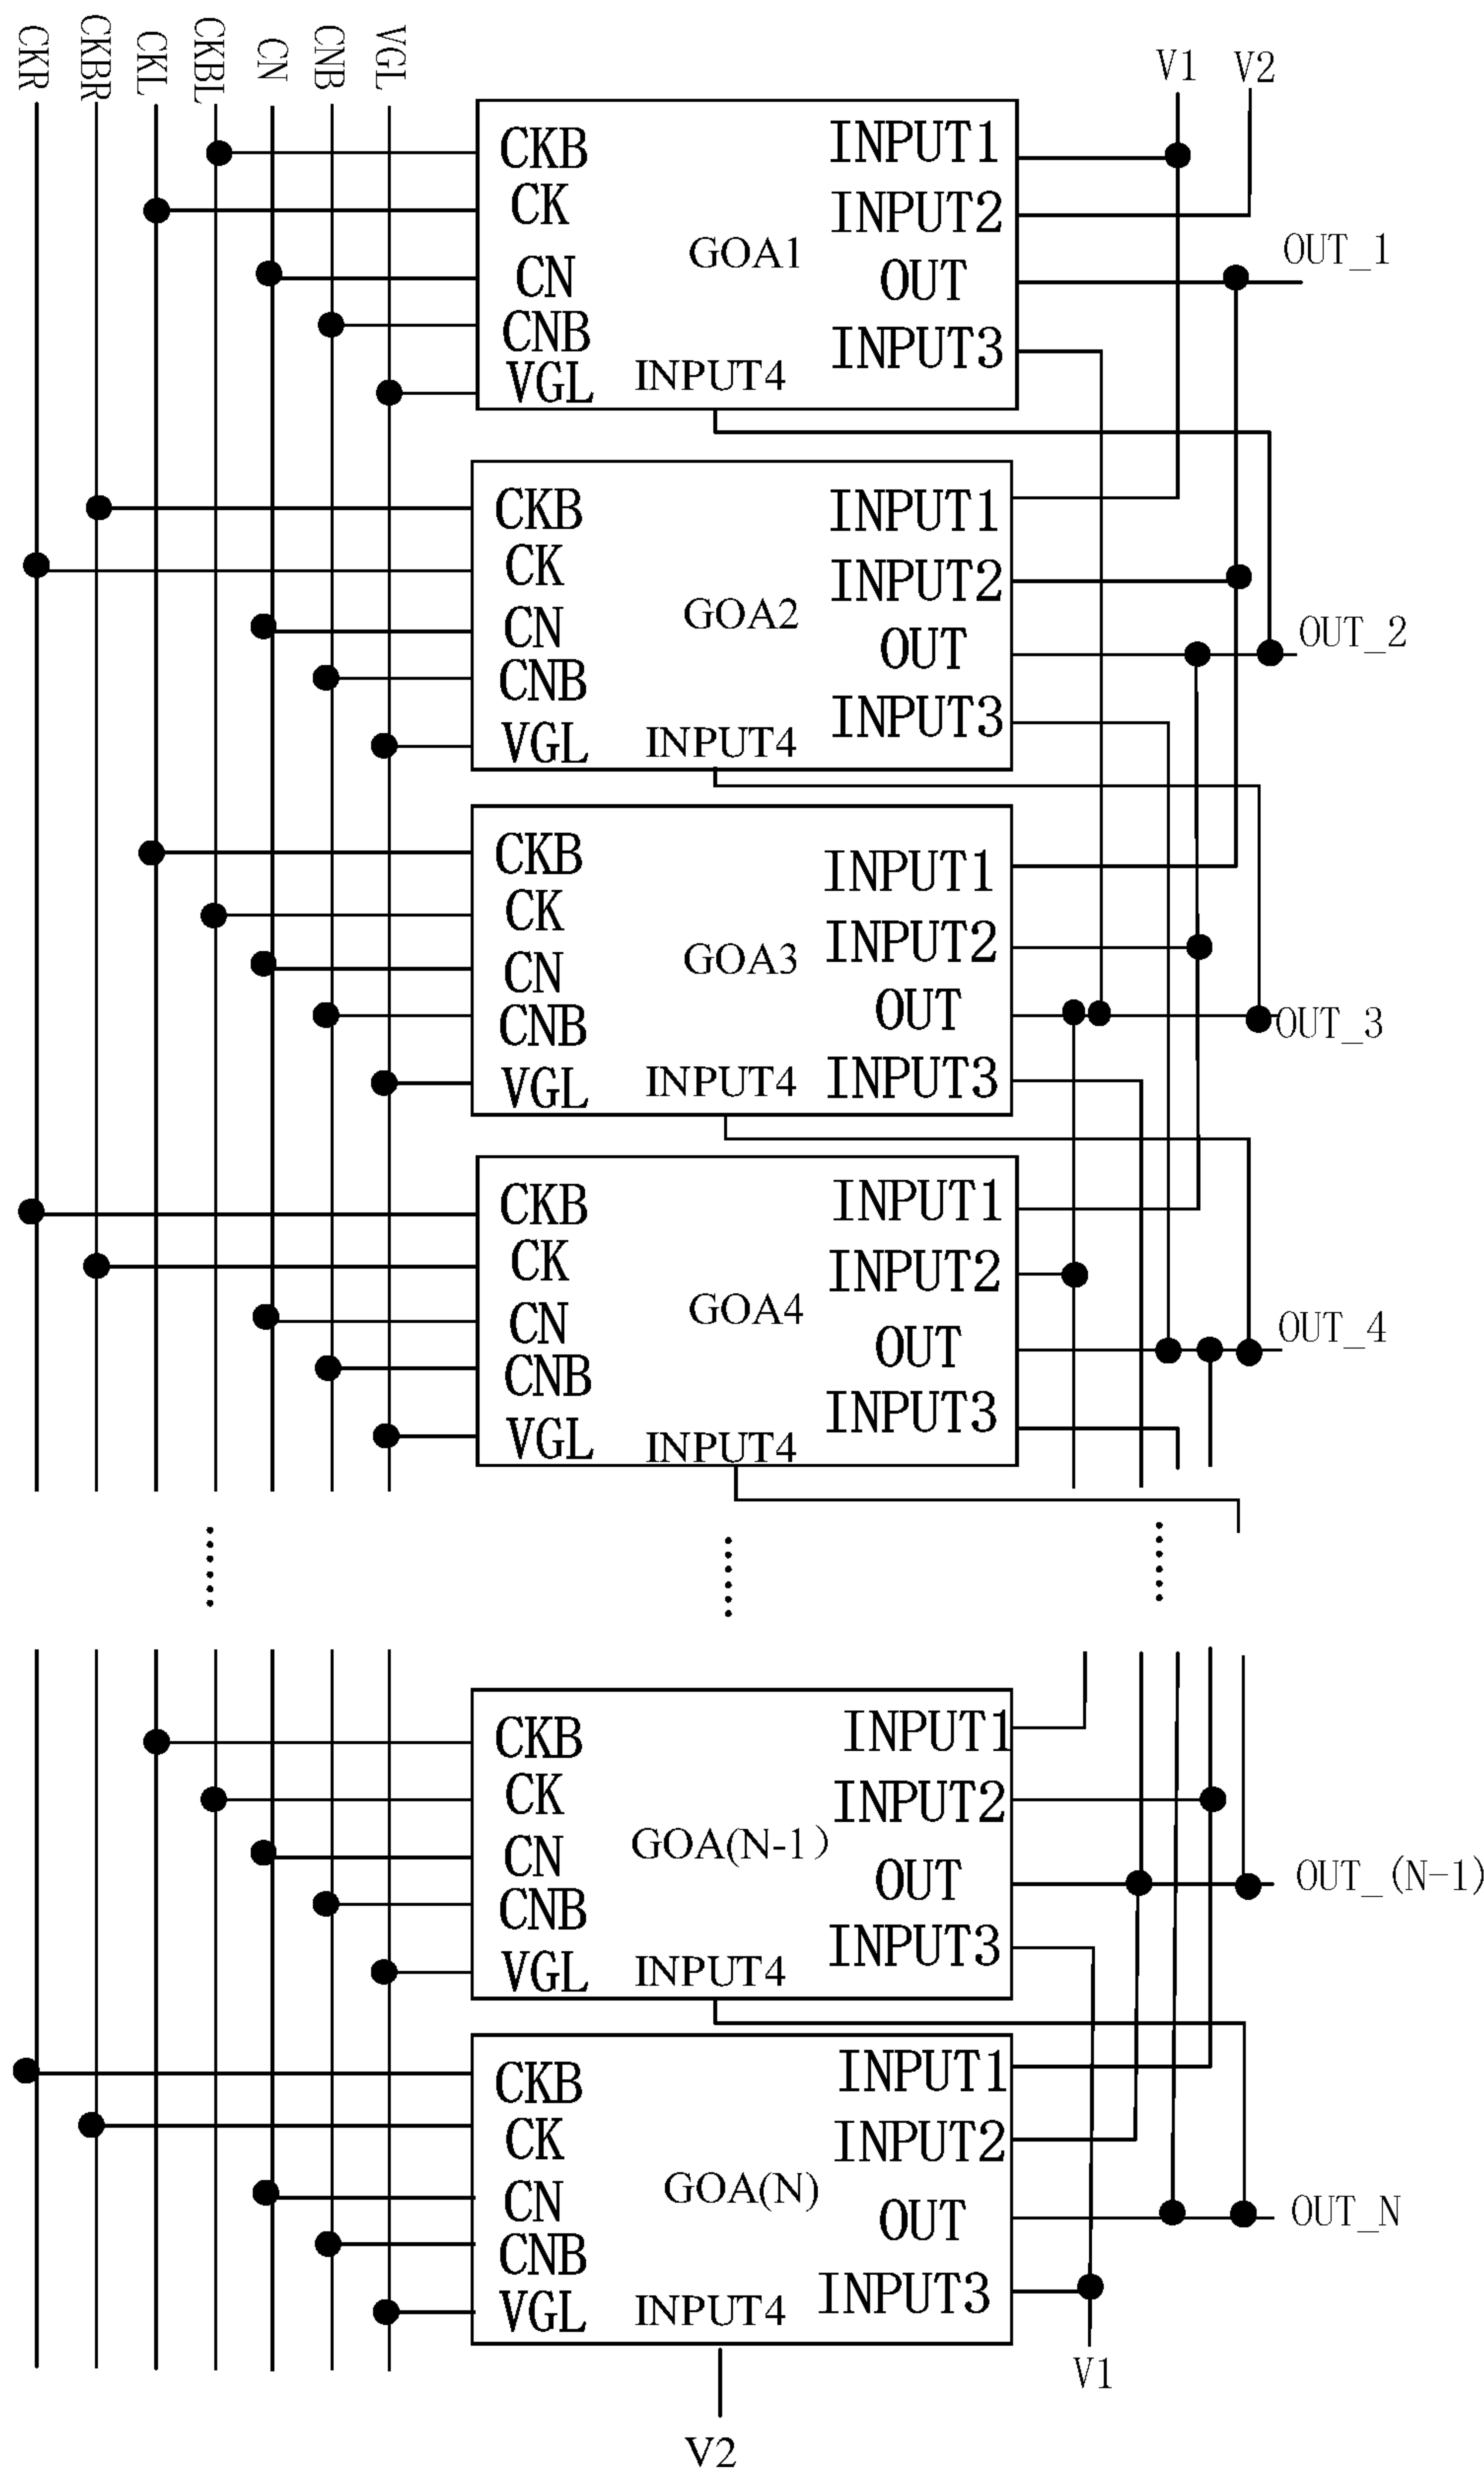 CKR
CKBR
CKL
CKBL
CN
CNB
VGL
V1
V2
CKB
CK
CN
CNB
VGL
GOA1
INPUT4
INPUT1
INPUT2
OUT
INPUT3
OUT_1
CKB
CK
CN
CNB
VGL
GOA2
INPUT4
INPUT1
INPUT2
OUT
INPUT3
OUT_2
CKB
CK
CN
CNB
VGL
GOA3
INPUT4
INPUT1
INPUT2
OUT
INPUT3
OUT_3
CKB
CK
CN
CNB
VGL
GOA4
INPUT4
INPUT1
INPUT2
OUT
INPUT3
OUT_4
CKB
CK
CN
CNB
VGL
GOA(N-1)
INPUT4
INPUT1
INPUT2
OUT
INPUT3
OUT_(N-1)
CKB
CK
CN
CNB
VGL
GOA(N)
INPUT4
INPUT1
INPUT2
OUT
INPUT3
OUT_N
V1
V2